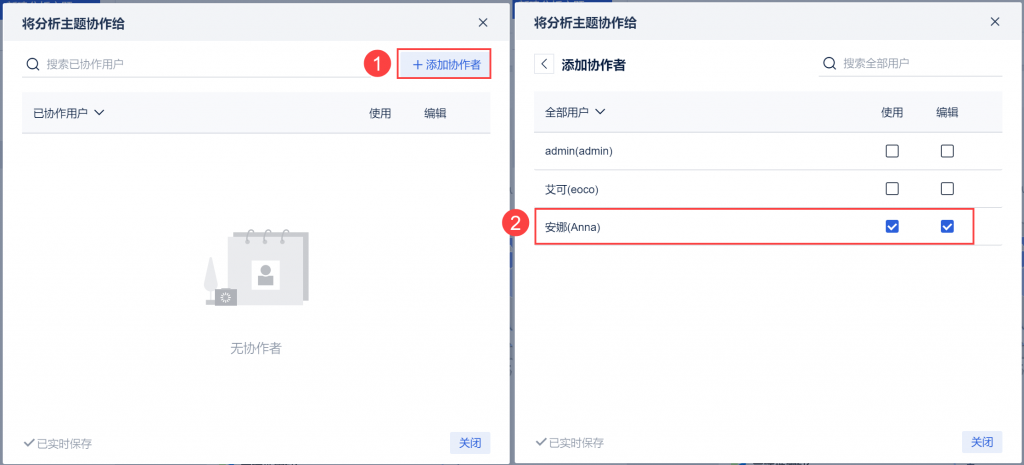 将分析主题协作给
搜索已协作用户
1
添加协作者
已协作用户 使用 编辑
无协作者
已实时保存
关闭
将分析主题协作给
添加协作者
搜索全部用户
全部用户 使用 编辑
admin(admin)
艾可(eoco)
2
安娜(Anna)
已实时保存
关闭